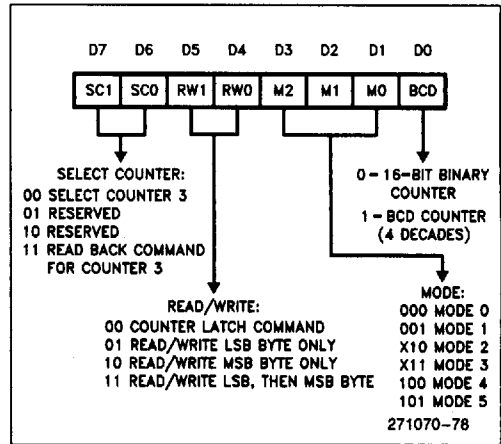 D7 D6 D5 D4 D3 D2 D1 D0
SC1 SC0 RW1 RW0 M2 M1 M0 BCD
SELECT COUNTER:
00 SELECT COUNTER 3
01 RESERVED
10 RESERVED
11 READ BACK COMMAND
FOR COUNTER 3
0-16-BIT BINARY
COUNTER
1-BCD COUNTER
(4 DECADES)
READ/WRITE:
00 COUNTER LATCH COMMAND
01 READ/WRITE LSB BYTE ONLY
10 READ/WRITE MSB BYTE ONLY
11 READ/WRITE LSB, THEN MSB BYTE
MODE:
000 MODE 0
001 MODE 1
X10 MODE 2
X11 MODE 3
100 MODE 4
101 MODE 5
271070-78